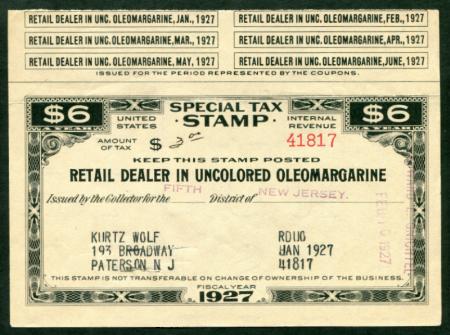 RETAIL DEALER IN UNC. OLEOMARGARINE, JAN., 1927 RETAIL DEALER IN UNC. OLEOMARGARINE, FEB., 1927
RETAIL DEALER IN UNC. OLEOMARGARINE, MAR., 1927 RETAIL DEALER IN UNC. OLEOMARGARINE, APR., 1927
RETAIL DEALER IN UNC. OLEOMARGARINE, MAY, 1927 RETAIL DEALER IN UNC. OLEOMARGARINE, JUNE, 1927
ISSUED FOR THE PERIOD REPRESENTED BY THE COUPONS.
$6 SPECIAL TAX $6
A YEAR UNITED STATES STAMP INTERNAL REVENUE A YEAR
AMOUNT OF TAX $ 3.00 41817
KEEP THIS STAMP POSTED
RETAIL DEALER IN UNCOLORED OLEOMARGARINE
Issued by the Collector for the FIFTH District of NEW JERSEY.
KURTZ WOLF RDUO
193 BROADWAY JAN 1927
PATERSON N J 41817
THIS STAMP IS NOT TRANSFERABLE ON CHANGE OF OWNERSHIP OF THE BUSINESS.
FISCAL YEAR
1927